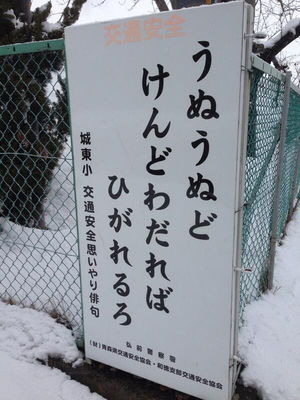 交通安全
うぬうぬど
けんどわだれば
ひがれるろ
城東小 交通安全思いやり俳句
弘前警察署
(財)青森県交通安全協会・和徳支部交通安全協会